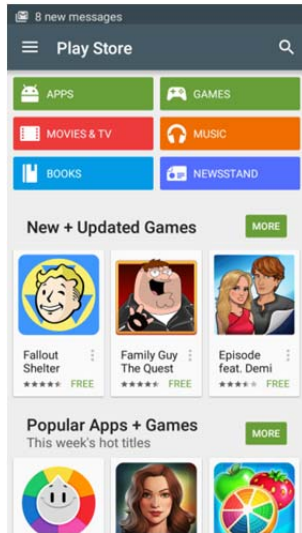 8 new messages
Play Store
APPS
GAMES
MOVIES & TV
MUSIC
BOOKS
NEWSSTAND
New + Updated Games
MORE
Fallout
Shelter
FREE
Family Guy
The Quest
FREE
Episode
feat. Demi
FREE
Popular Apps + Games
This week's hot titles
MORE